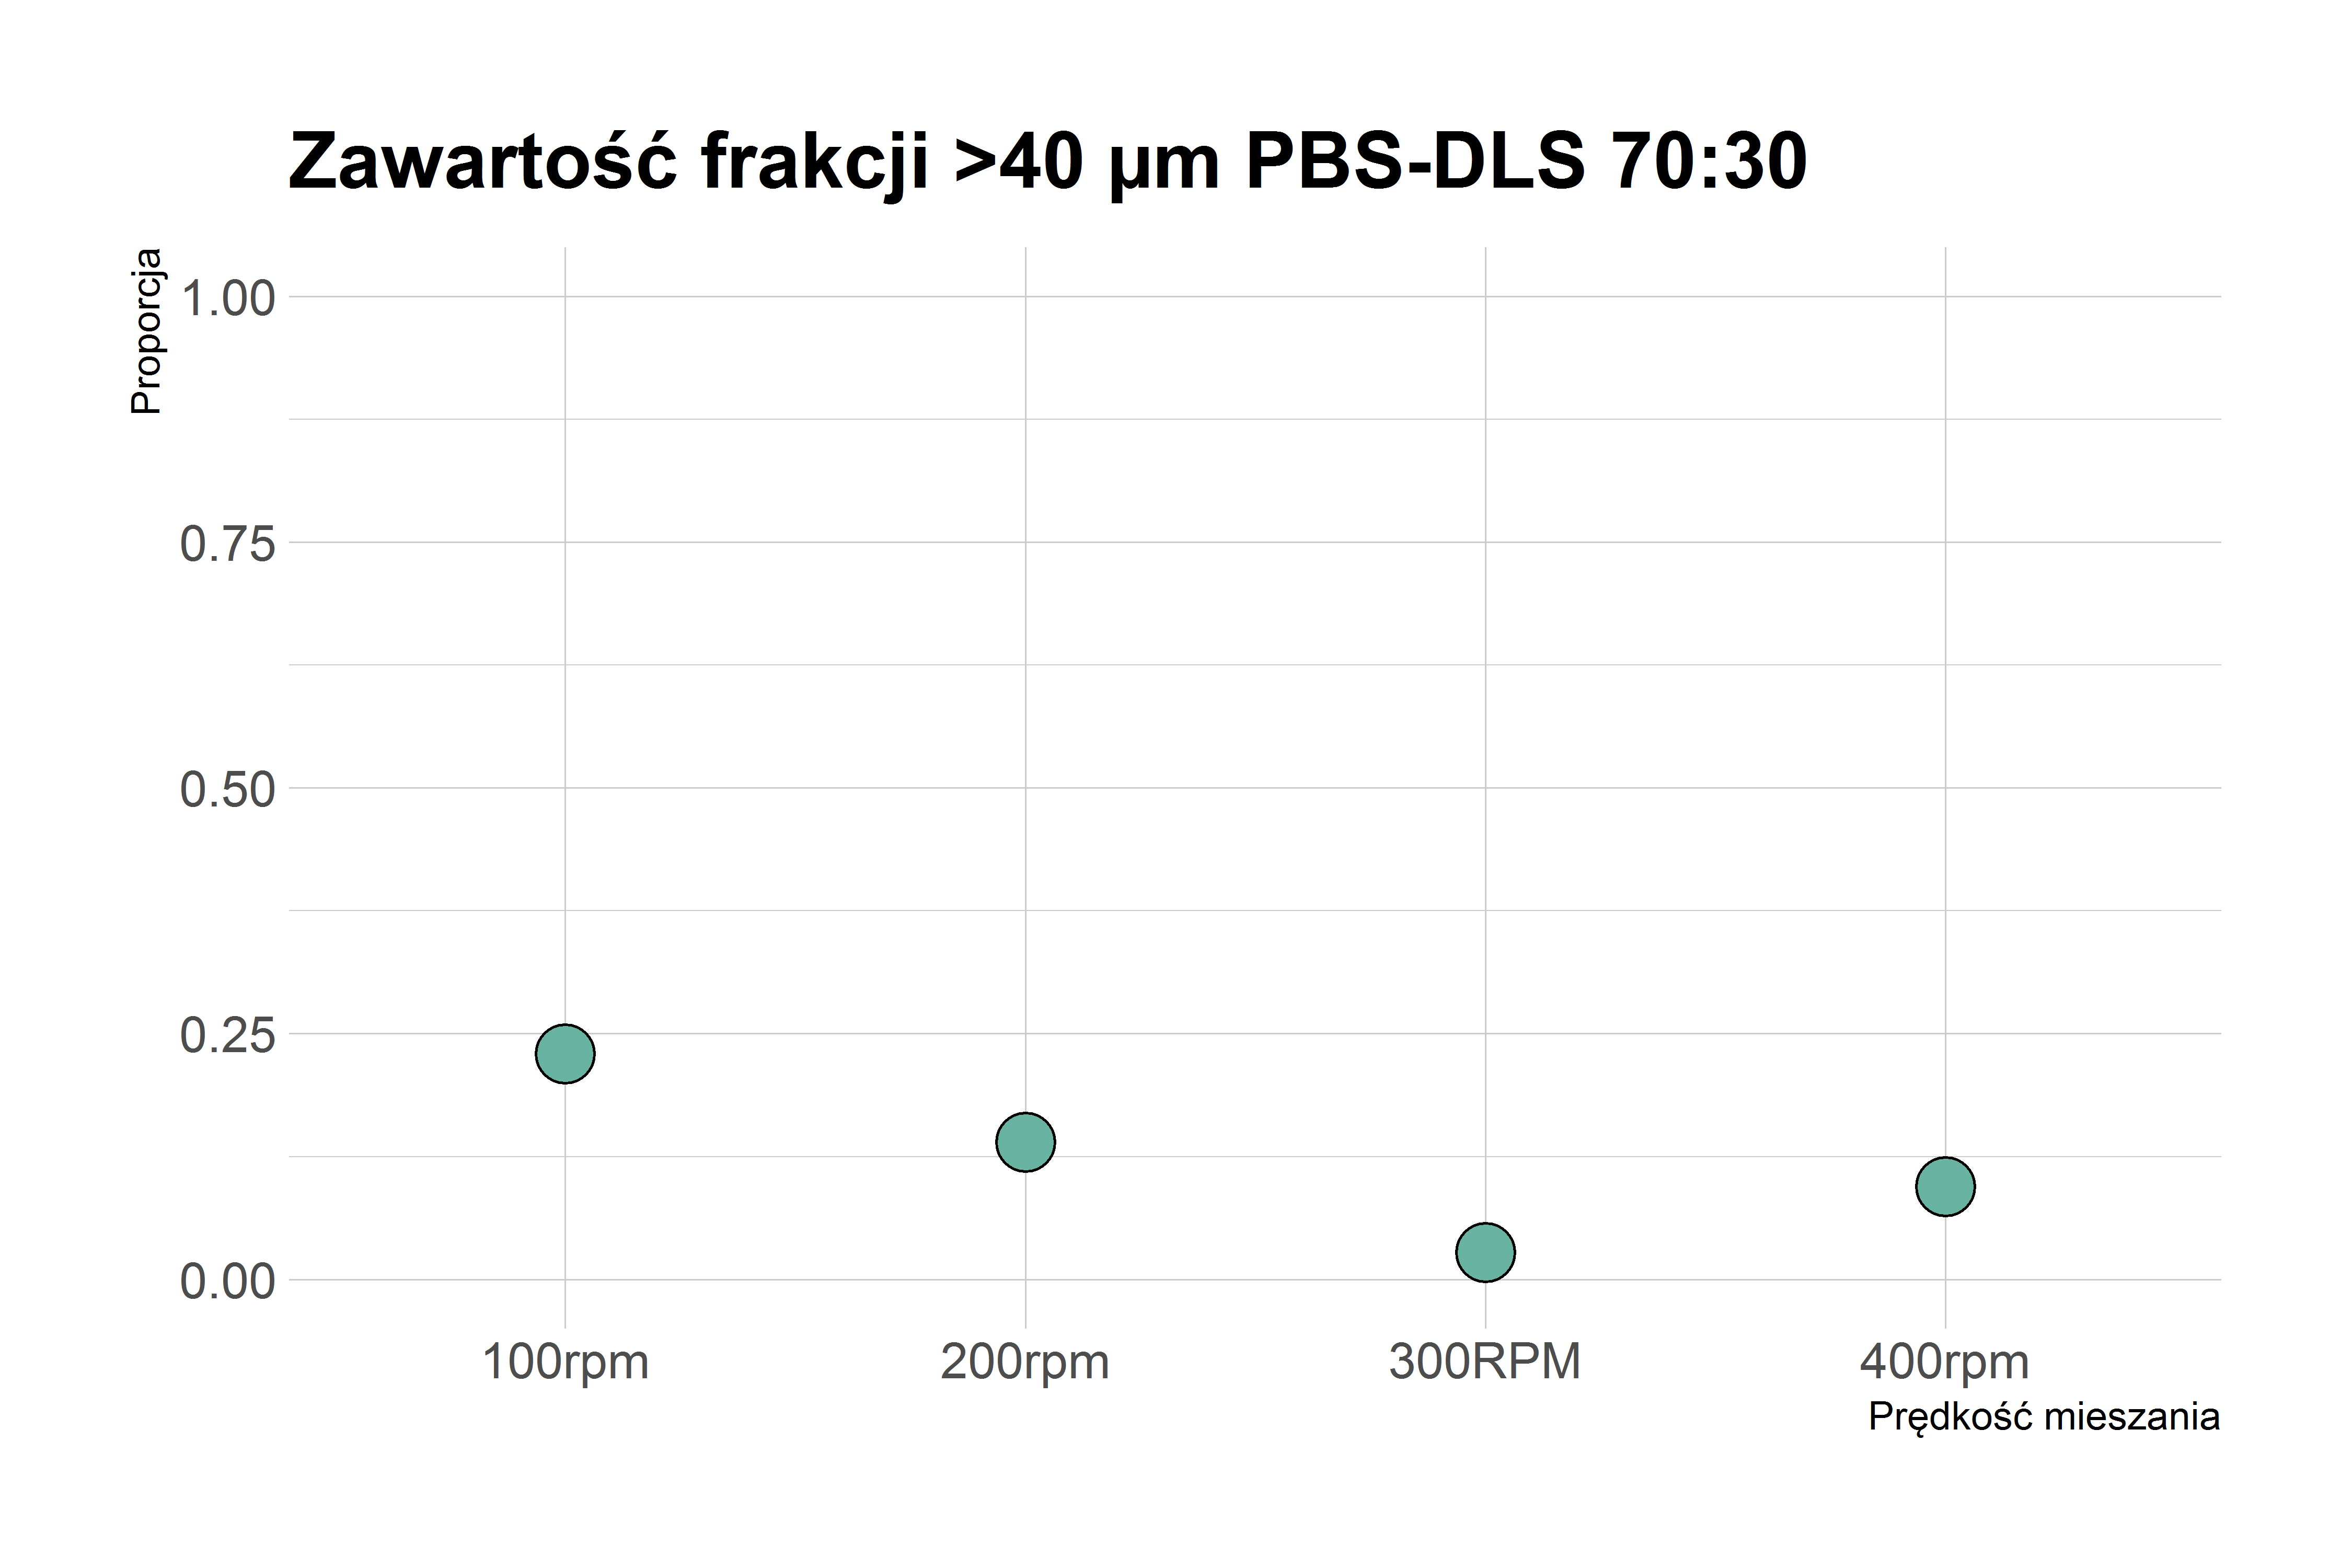 Zawartość frakcji >40 µm PBS-DLS 70:30
Proporcja
1.00
0.75
0.50
0.25
0.00
100rpm
200rpm
300RPM
400rpm
Prędkość mieszania